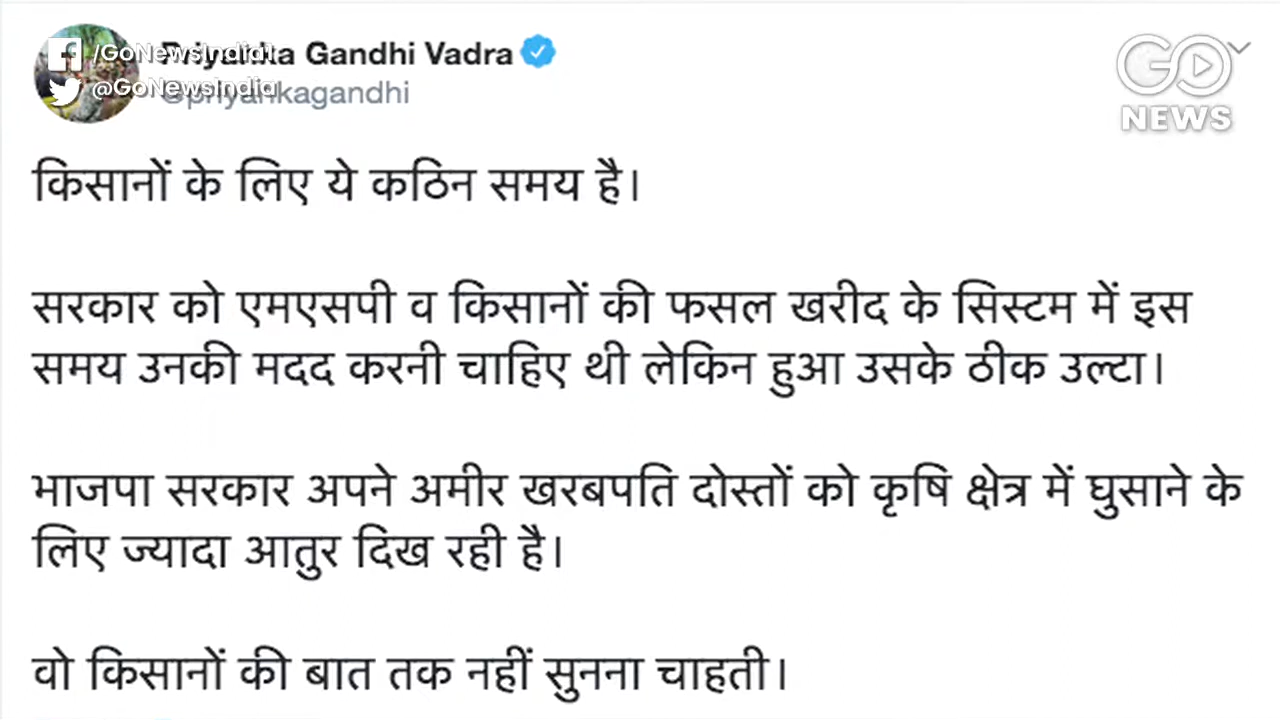 /GoNewsIndia
@GoNewsIndia
Priyanka Gandhi Vadra
@priyankagandhi
GO
NEWS
किसानों के लिए ये कठिन समय है।
सरकार को एमएसपी व किसानों की फसल खरीद के सिस्टम में इस
समय उनकी मदद करनी चाहिए थी लेकिन हुआ उसके ठीक उल्टा।
भाजपा सरकार अपने अमीर खरबपति दोस्तों को कृषि क्षेत्र में घुसाने के
लिए ज्यादा आतुर दिख रही है।
वो किसानों की बात तक नहीं सुनना चाहती।